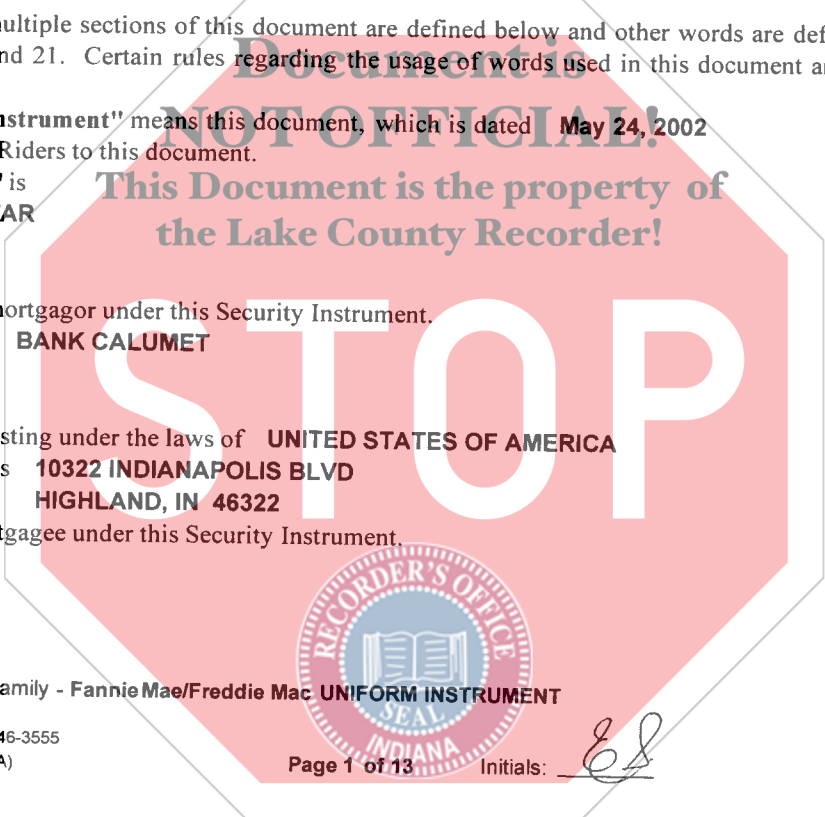 ultiple sections of this document are defined below and other words are def
nd 21. Certain rules regarding the usage of words used in this document a
Document is
NOT OFFICIAL!
This Document is the property of
the Lake County Recorder!
nstrument" means this document, which is dated May 24, 2002
Riders to this document.
" is
AR
STOP
ortgagor under this Security Instrument.
BANK CALUMET
sting under the laws of UNITED STATES OF AMERICA
s 10322 INDIANAPOLIS BLVD
HIGHLAND, IN 46322
tgagee under this Security Instrument.
RECORDER'S OFFICE
SEAL
INDIANA
amily - Fannie Mae/Freddie Mac UNIFORM INSTRUMENT
46-3555
A)
Page 1 of 13 Initials: ES